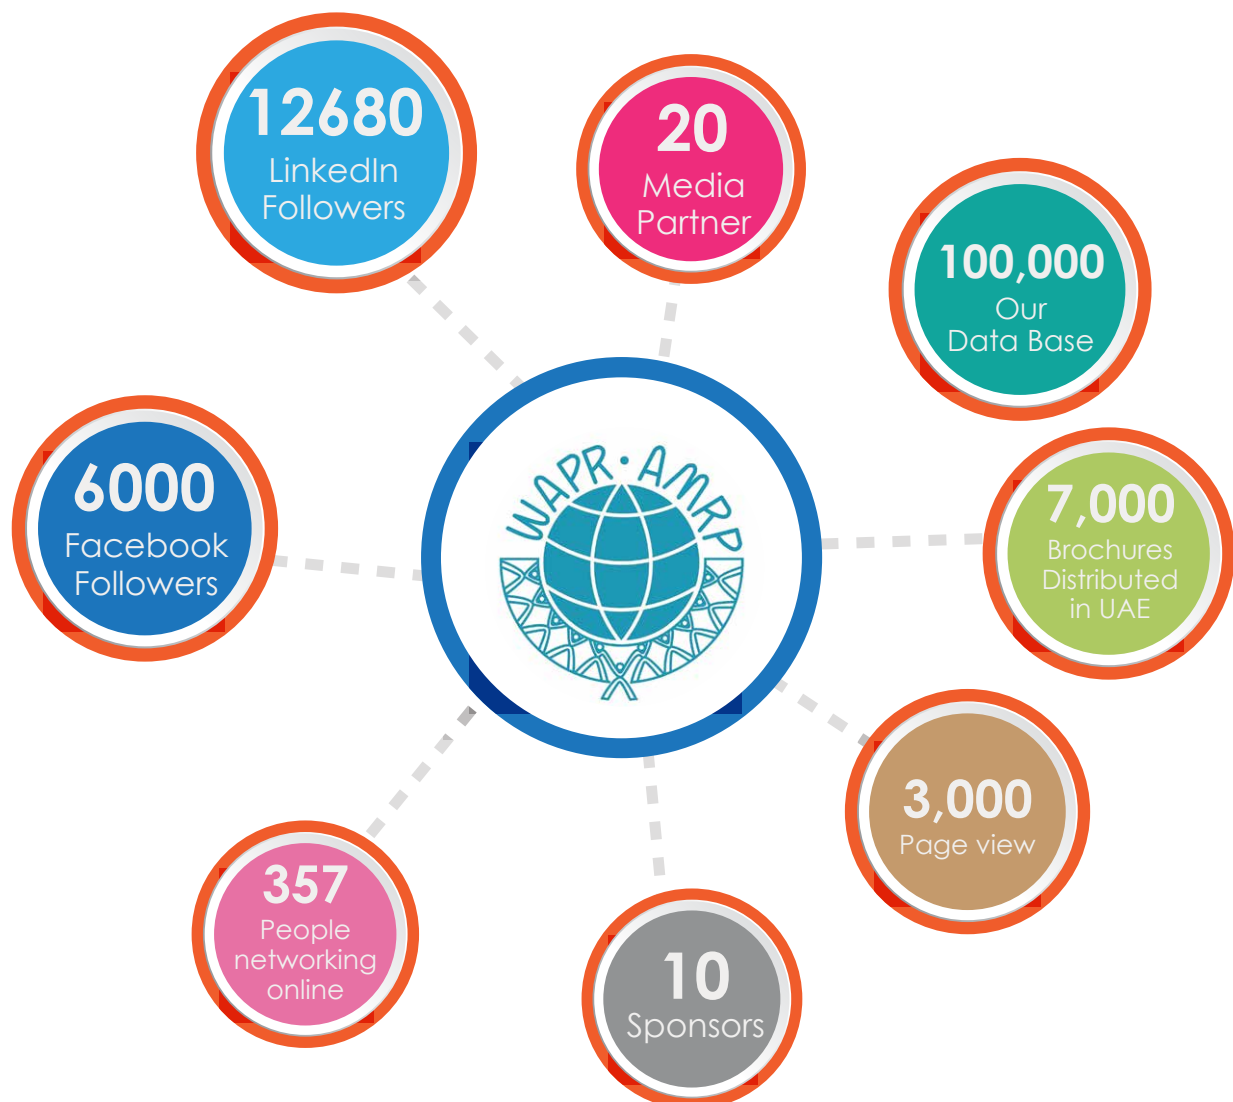 12680
LinkedIn
Followers
20
Media
Partner
100,000
Our
Data Base
6000
Facebook
Followers
WAPR·AMRP
7,000
Brochures
Distributed
in UAE
3,000
Page view
357
People
networking
online
10
Sponsors